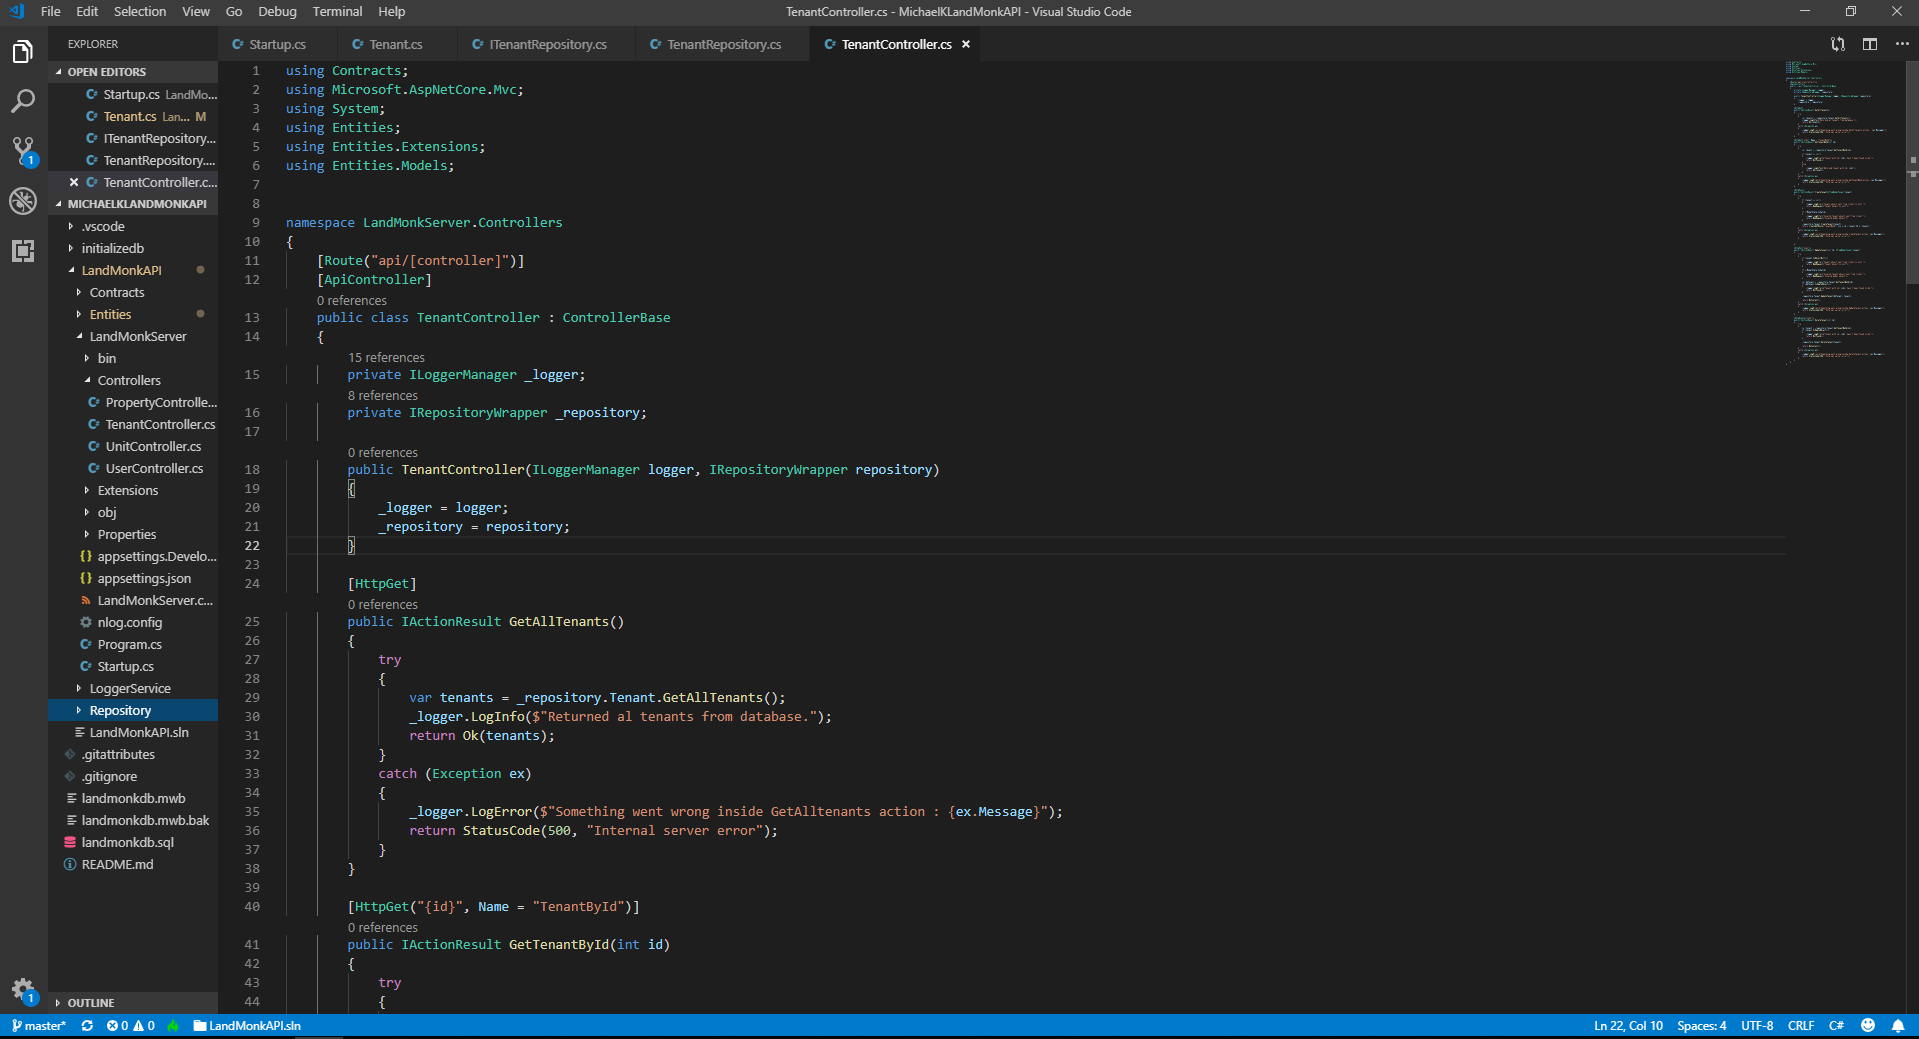 File Edit Selection View Go Debug Terminal Help
TenantController.cs - MichaelKLandMonkAPI - Visual Studio Code
EXPLORER
Startup.cs
Tenant.cs
ITenantRepository.cs
TenantRepository.cs
TenantController.cs
OPEN EDITORS
Startup.cs LandMo...
Tenant.cs Lan... M
ITenantRepository...
TenantRepository....
TenantController.c...
MICHAELKLANDMONKAPI
.vscode
initializedb
LandMonkAPI
Contracts
Entities
LandMonkServer
bin
Controllers
PropertyControlle...
TenantController.cs
UnitController.cs
UserController.cs
Extensions
obj
Properties
{} appsettings.Develo...
{} appsettings.json
LandMonkServer.c...
nlog.config
Program.cs
Startup.cs
LoggerService
Repository
LandMonkAPI.sln
.gitattributes
.gitignore
landmonkdb.mwb
landmonkdb.mwb.bak
landmonkdb.sql
README.md
OUTLINE
1
1
1 using Contracts;
2 using Microsoft.AspNetCore.Mvc;
3 using System;
4 using Entities;
5 using Entities.Extensions;
6 using Entities.Models;
7
8
9 namespace LandMonkServer.Controllers
10 {
11 [Route("api/[controller]")]
12 [ApiController]
0 references
13 public class TenantController : ControllerBase
14 {
15 references
15 private ILoggerManager _logger;
8 references
16 private IRepositoryWrapper _repository;
17
0 references
18 public TenantController(ILoggerManager logger, IRepositoryWrapper repository)
19 {
20 _logger = logger;
21 _repository = repository;
22 }
23
24 [HttpGet]
0 references
25 public IActionResult GetAllTenants()
26 {
27 try
28 {
29 var tenants = _repository.Tenant.GetAllTenants();
30 _logger.LogInfo($"Returned al tenants from database.");
31 return Ok(tenants);
32 }
33 catch (Exception ex)
34 {
35 _logger.LogError($"Something went wrong inside GetAlltenants action : {ex.Message}");
36 return StatusCode(500, "Internal server error");
37 }
38 }
39
40 [HttpGet("{id}", Name = "TenantById")]
0 references
41 public IActionResult GetTenantById(int id)
42 {
43 try
44 {
master* 0 0 LandMonkAPI.sln
Ln 22, Col 10 Spaces: 4 UTF-8 CRLF C#